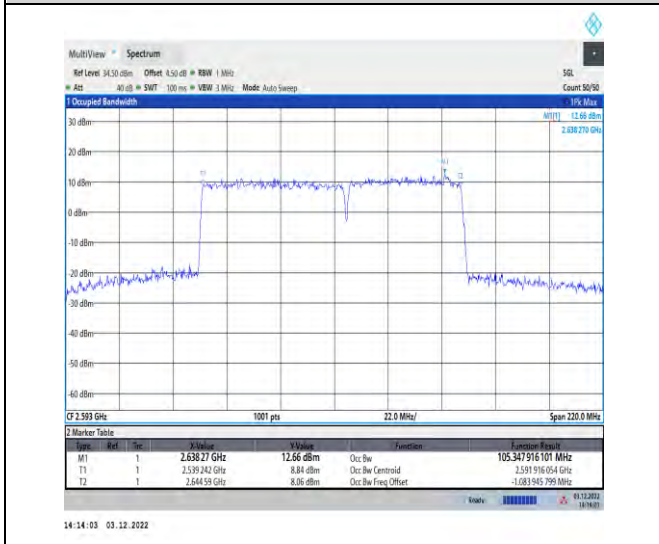 MultiView Spectrum
Ref Level 34.50 dBm Offset 4.50 dB RBW 1 MHz SGL
Att 40 dB SWT 100 ms VBW 3 MHz Mode Auto Sweep Count 50/50
1 Occupied Bandwidth 1Pk Max
M1[1] 12.66 dBm
2.638 270 GHz
30 dBm
20 dBm
M1
T1
T2
10 dBm
0 dBm
-10 dBm
-20 dBm
-30 dBm
-40 dBm
-50 dBm
-60 dBm
CF 2.593 GHz 1001 pts 22.0 MHz/ Span 220.0 MHz
2 Marker Table
Type Ref Trc X-Value Y-Value Function Function Result
M1 1 2.638 27 GHz 12.66 dBm Occ Bw 105.347 916 101 MHz
T1 1 2.539 242 GHz 8.84 dBm Occ Bw Centroid 2.591 916 054 GHz
T2 1 2.644 59 GHz 8.06 dBm Occ Bw Freq Offset -1.083 945 799 MHz
Ready 03.12.2022
14:14:03
14:14:03 03.12.2022